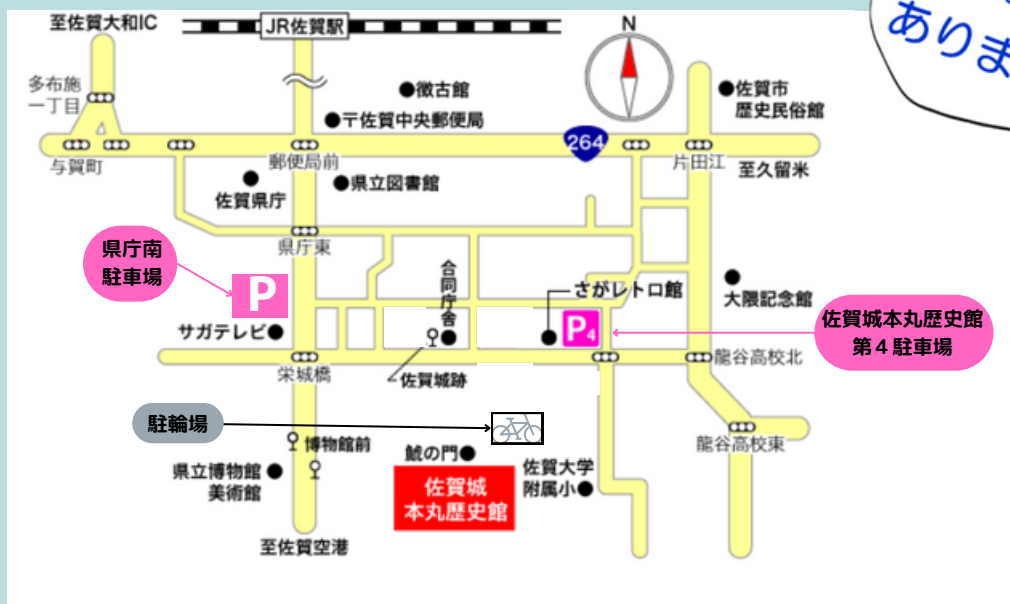 至佐賀大和IC
JR佐賀駅
N
ありま
多布施
一丁目
徴古館
佐賀市
歴史民俗館
〒佐賀中央郵便局
264
与賀町
郵便局前
片田江
至久留米
県立図書館
佐賀県庁
県庁東
県庁南
駐車場
P
合同庁舎
さがレトロ館
大隈記念館
サガテレビ
P4
佐賀城本丸歴史館
第4駐車場
栄城橋
佐賀城跡
龍谷高校北
駐輪場
博物館前
龍谷高校東
鯱の門
県立博物館
美術館
佐賀城
本丸歴史館
佐賀大学
附属小
至佐賀空港